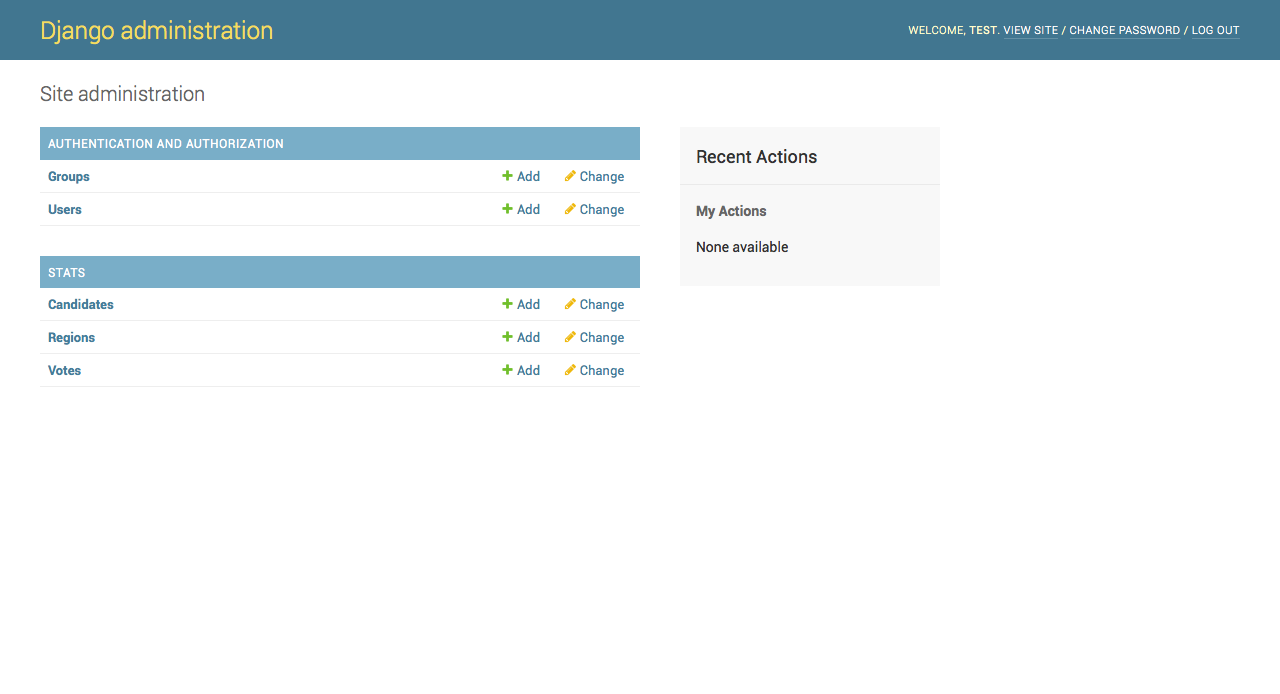 Django administration
WELCOME, TEST. VIEW SITE / CHANGE PASSWORD / LOG OUT
Site administration
AUTHENTICATION AND AUTHORIZATION
Groups Add Change
Users Add Change
STATS
Candidates Add Change
Regions Add Change
Votes Add Change
Recent Actions
My Actions
None available